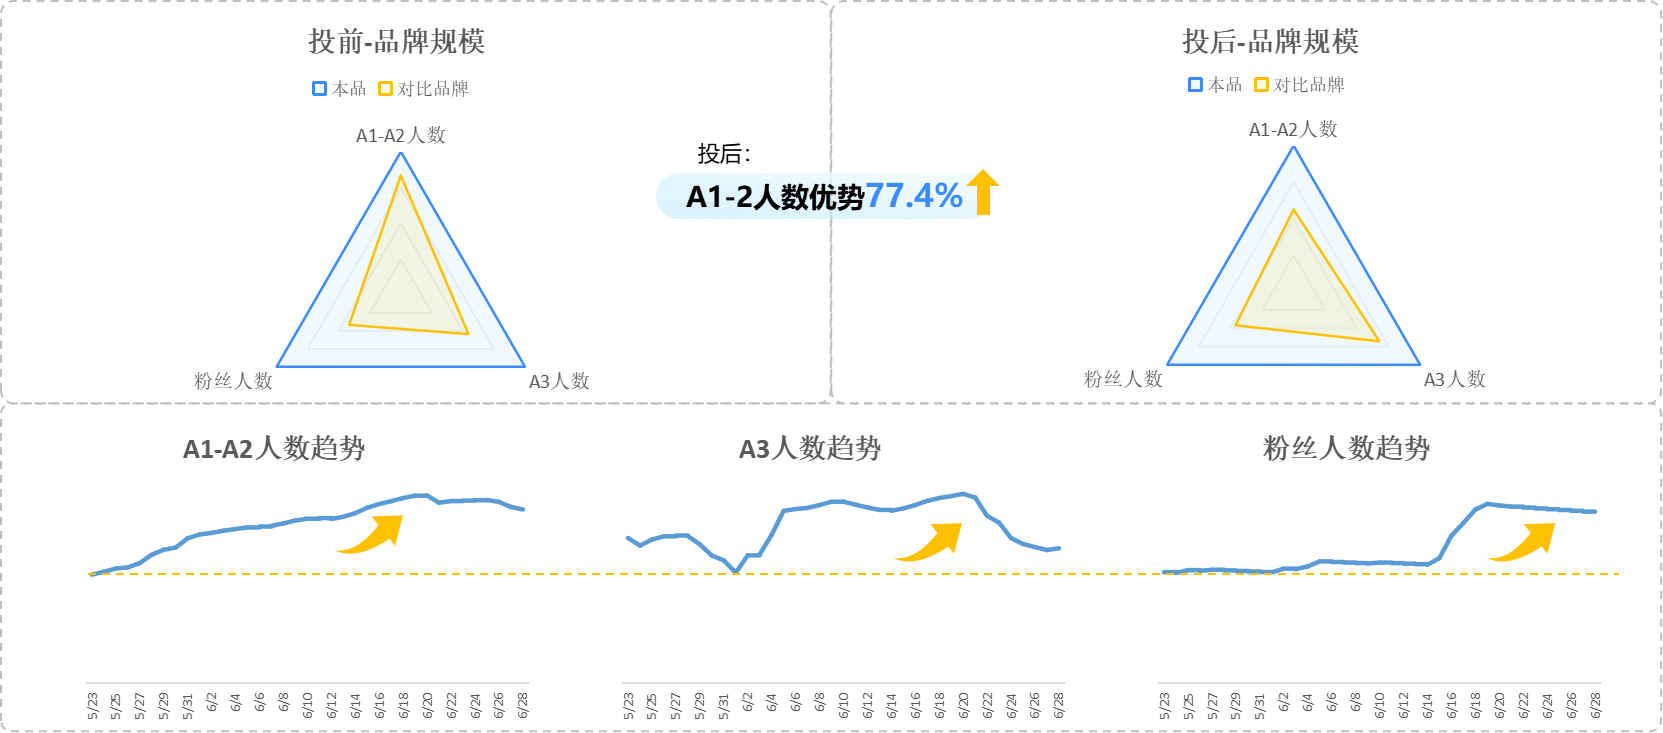 投前-品牌规模
本品 对比品牌
A1-A2人数
粉丝人数
A3人数
投后：
A1-2人数优势77.4%
投后-品牌规模
本品 对比品牌
A1-A2人数
粉丝人数
A3人数
A1-A2人数趋势
5/23 5/25 5/27 5/29 5/31 6/2 6/4 6/6 6/8 6/10 6/12 6/14 6/16 6/18 6/20 6/22 6/24 6/26 6/28
A3人数趋势
5/23 5/25 5/27 5/29 5/31 6/2 6/4 6/6 6/8 6/10 6/12 6/14 6/16 6/18 6/20 6/22 6/24 6/26 6/28
粉丝人数趋势
5/23 5/25 5/27 5/29 5/31 6/2 6/4 6/6 6/8 6/10 6/12 6/14 6/16 6/18 6/20 6/22 6/24 6/26 6/28